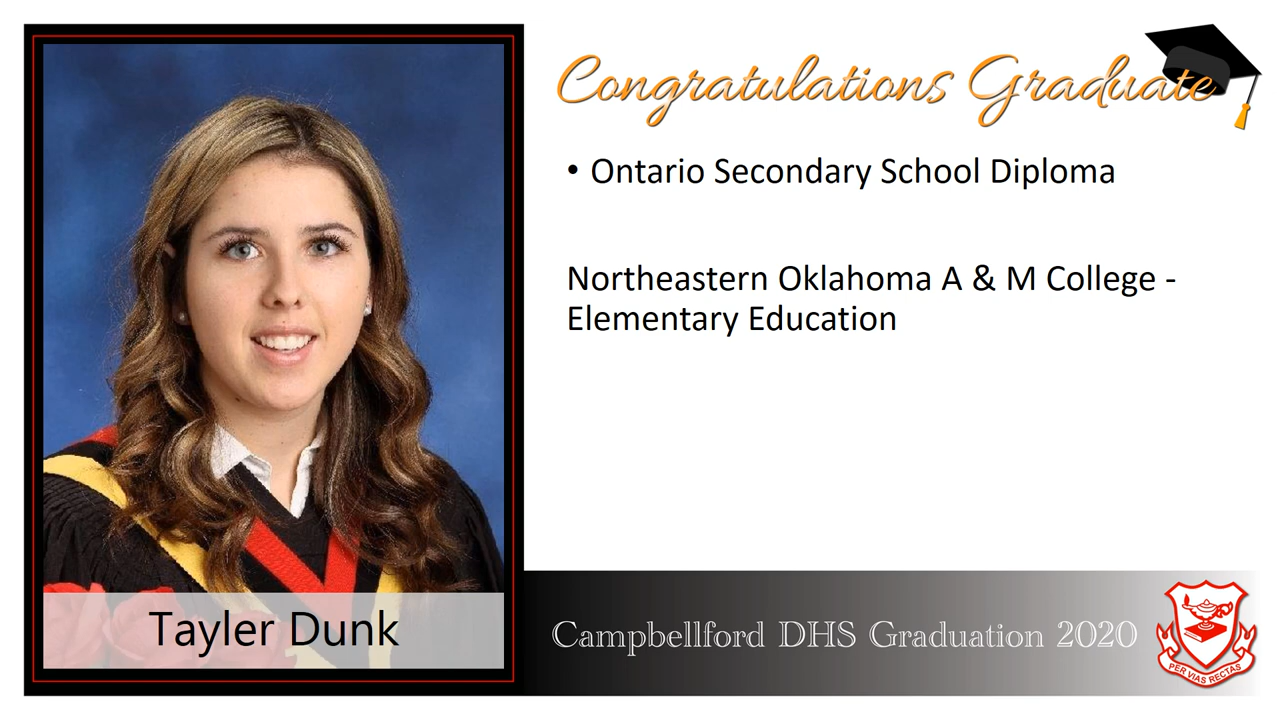 Congratulations Graduate
• Ontario Secondary School Diploma
Northeastern Oklahoma A & M College -
Elementary Education
Tayler Dunk
Campbellford DHS Graduation 2020
PER VIAS RECTAS